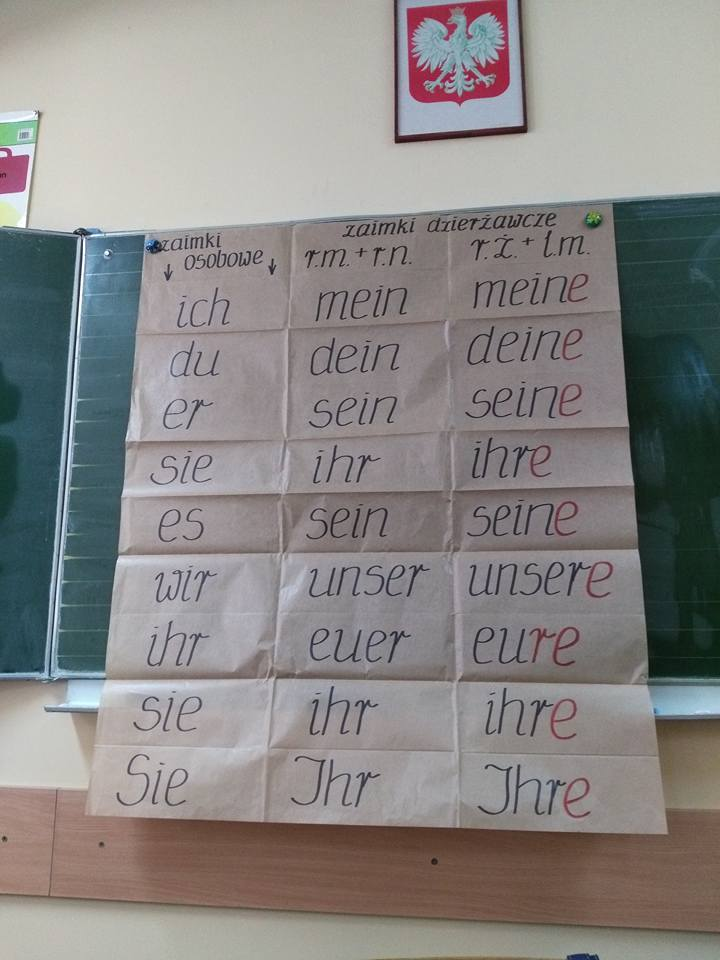 zaimki osobowe
zaimki dzierżawcze
r.m. + r.n. r.ż. + l.m.
ich mein meine
du dein deine
er sein seine
sie ihr ihre
es sein seine
wir unser unsere
ihr euer eure
sie ihr ihre
Sie Ihr Ihre